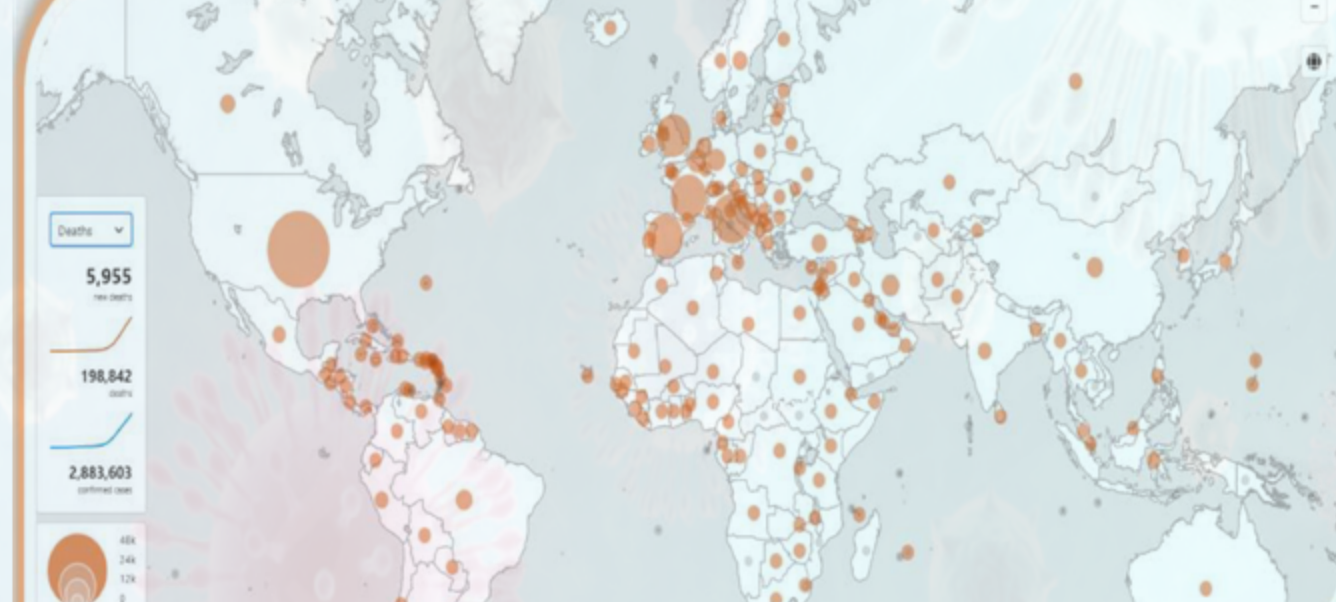 Deaths
5,955
new deaths
198,842
deaths
2,883,603
confirmed cases
48k
24k
12k
0